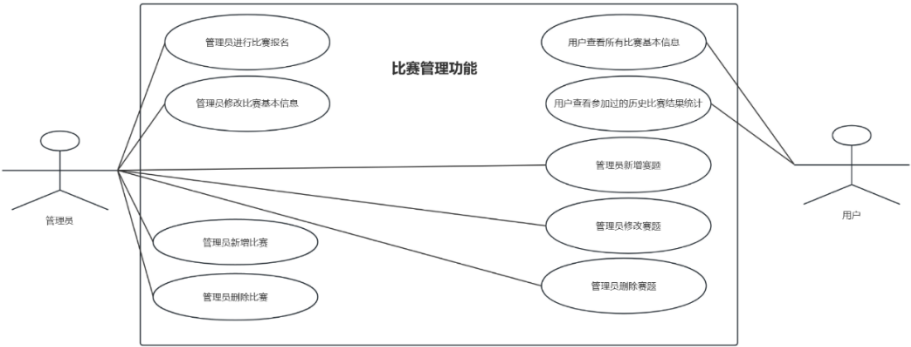 管理员进行比赛报名
用户查看所有比赛基本信息
比赛管理功能
管理员修改比赛基本信息
用户查看参加过的历史比赛结果统计
管理员新增赛题
管理员
用户
管理员修改赛题
管理员新增比赛
管理员删除赛题
管理员删除比赛